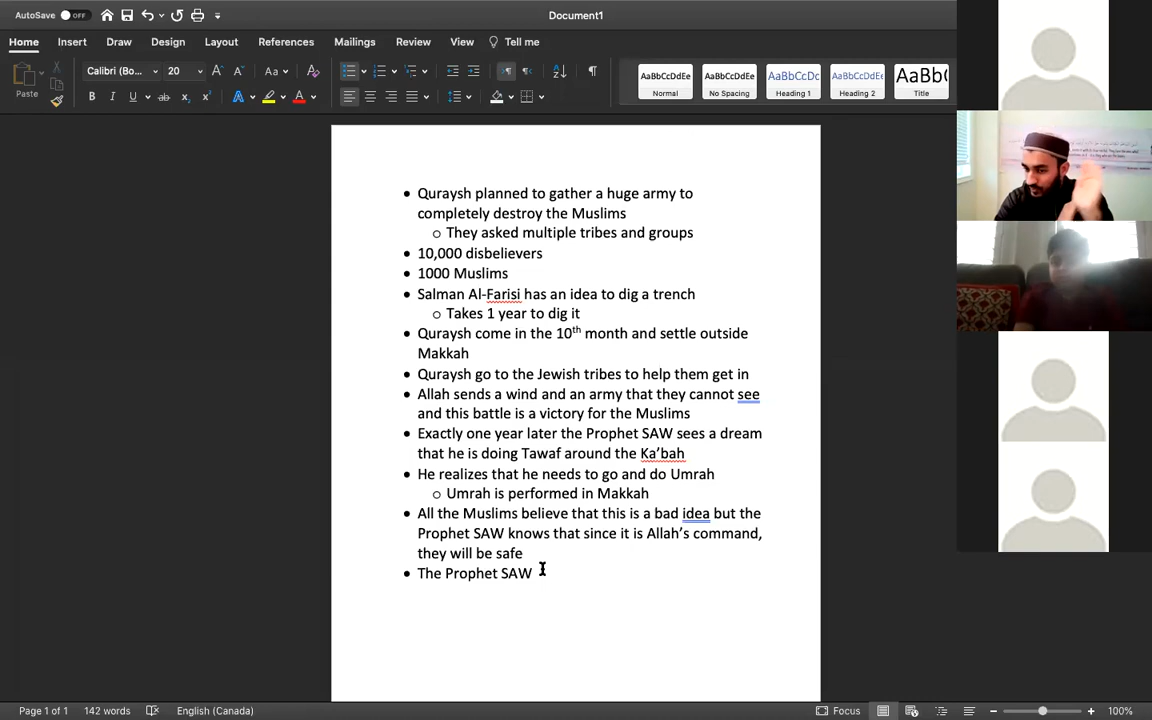 AutoSave OFF Document1
Home Insert Draw Design Layout References Mailings Review View Tell me
Paste Calibri (Bo... 20 Aa AaBbCcDdEe AaBbCcDdEe AaBbCcDc AaBbCcDdEe AaBb(
B I U ab x₂ x² A A Normal No Spacing Heading 1 Heading 2 Title
• Quraysh planned to gather a huge army to
completely destroy the Muslims
o They asked multiple tribes and groups
• 10,000 disbelievers
• 1000 Muslims
• Salman Al-Farisi has an idea to dig a trench
o Takes 1 year to dig it
• Quraysh come in the 10th month and settle outside
Makkah
• Quraysh go to the Jewish tribes to help them get in
• Allah sends a wind and an army that they cannot see
and this battle is a victory for the Muslims
• Exactly one year later the Prophet SAW sees a dream
that he is doing Tawaf around the Ka’bah
• He realizes that he needs to go and do Umrah
o Umrah is performed in Makkah
• All the Muslims believe that this is a bad idea but the
Prophet SAW knows that since it is Allah’s command,
they will be safe
• The Prophet SAW
Page 1 of 1 142 words English (Canada) Focus 100%